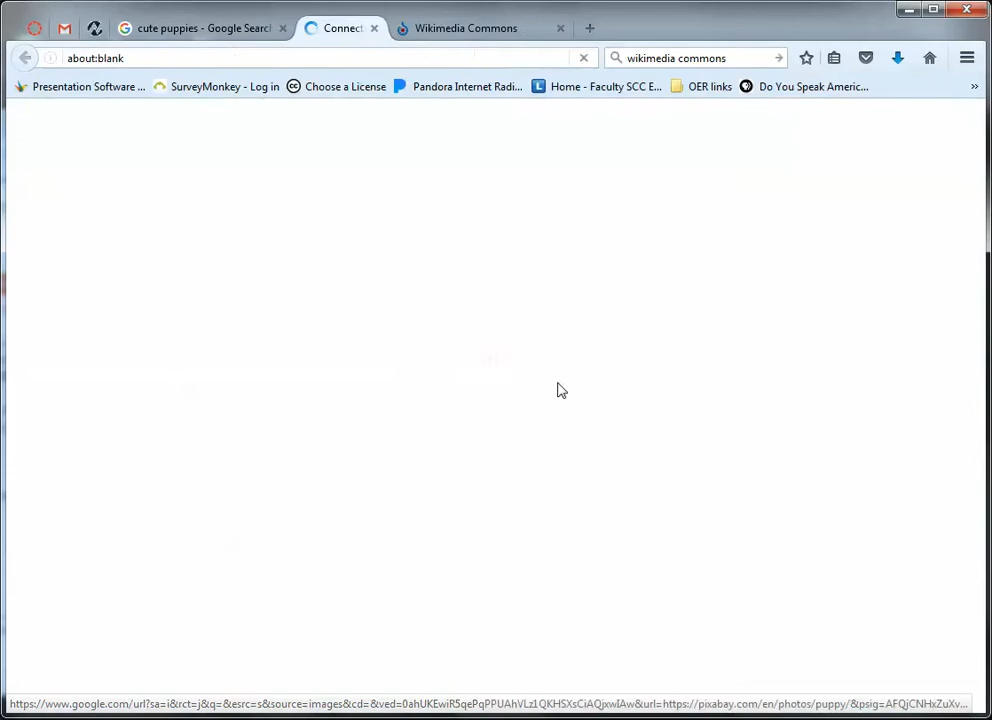 cute puppies - Google Search
Connect
Wikimedia Commons
about:blank
wikimedia commons
Presentation Software ...
SurveyMonkey - Log in
Choose a License
Pandora Internet Radi...
Home - Faculty SCC E...
OER links
Do You Speak Americ...
https://www.google.com/url?sa=i&rct=j&q=&esrc=s&source=images&cd=&ved=0ahUKEwiR5qePqPPUAhVLz1QKHSXsCiAQjxwIAw&url=https://pixabay.com/en/photos/puppy/&psig=AFQjCNHxZuXv...